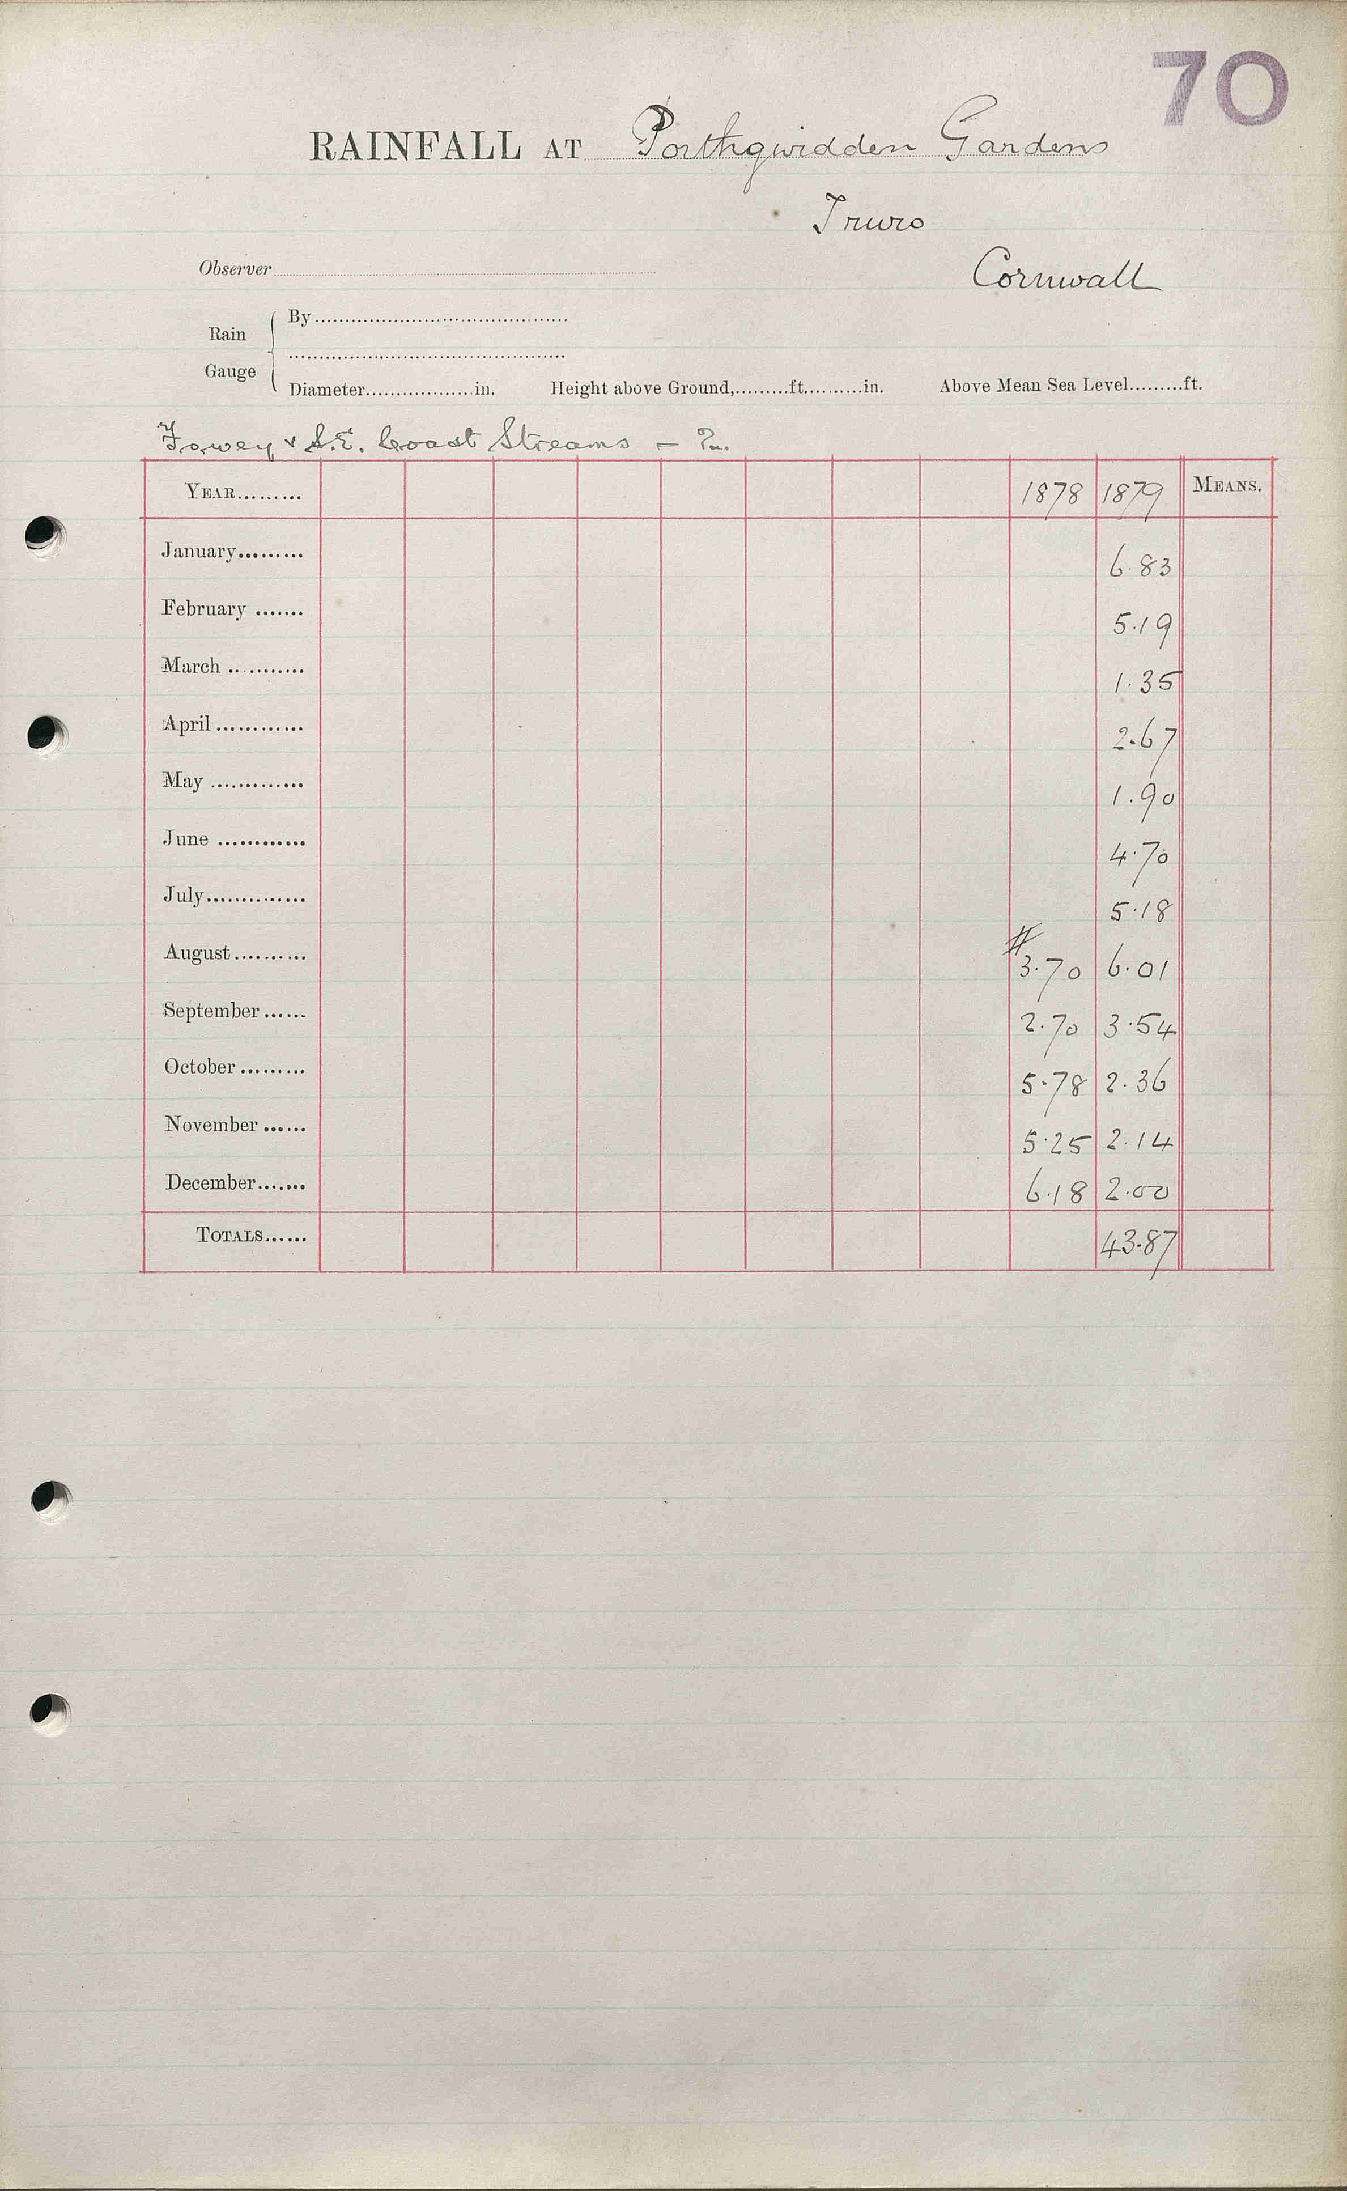 70
RAINFALL AT Porthgwidden Gardens
Truro
Cornwall
Observer
Rain Gauge
By
Diameter in. Height above Ground, ft. in. Above Mean Sea Level ft.
Fowey & S.E. Coast Streams – 2
YEAR 1878 1879 MEANS.
January 6.83
February 5.19
March 1.35
April 2.67
May 1.90
June 4.70
July 5.18
August #3.70 6.01
September 2.70 3.54
October 5.78 2.36
November 5.25 2.14
December 6.18 2.00
TOTALS 43.87